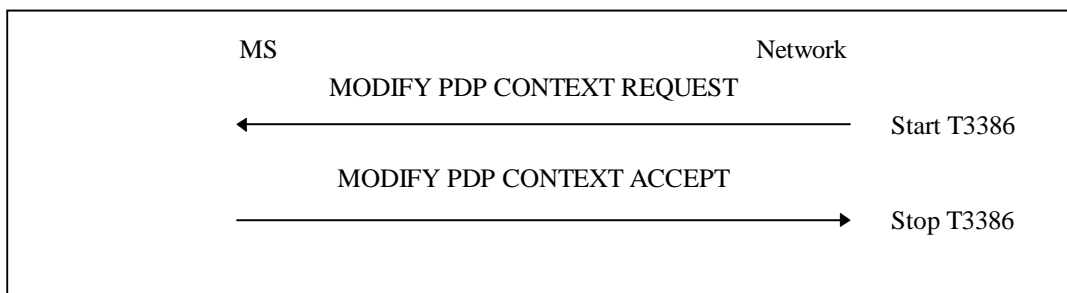 MS Network
MODIFY PDP CONTEXT REQUEST
Start T3386
MODIFY PDP CONTEXT ACCEPT
Stop T3386